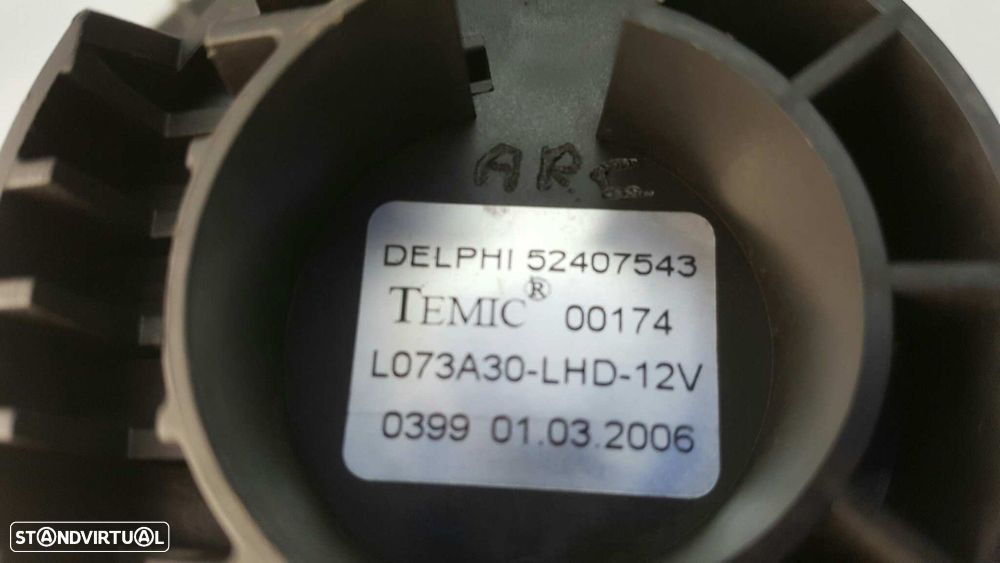 ARC
DELPHI 52407543
TEMIC® 00174
L073A30-LHD-12V
0399 01.03.2006
STANDVIRTUAL